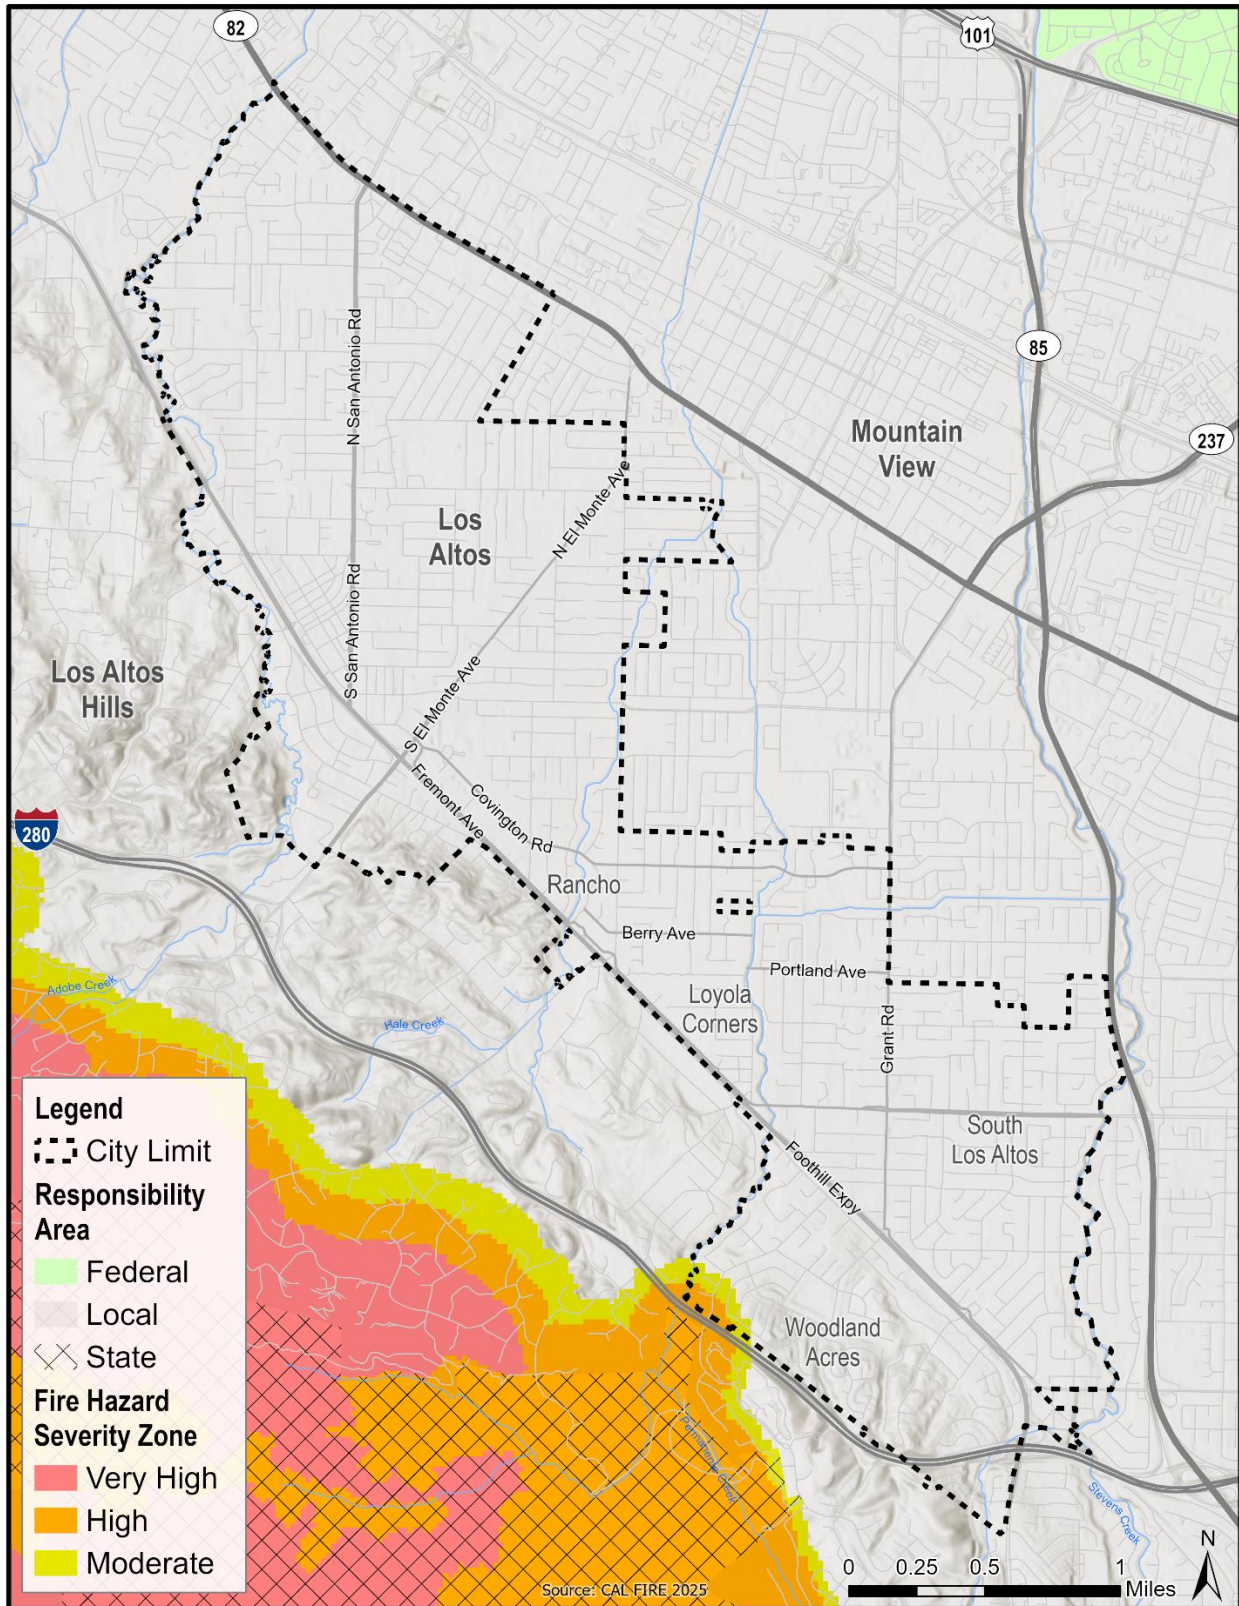 82
101
N San Antonio Rd
85
Mountain
View
237
Los
Altos
N El Monte Ave
S San Antonio Rd
Los Altos
Hills
S El Monte Ave
Fremont Ave
Covington Rd
280
Rancho
Berry Ave
Portland Ave
Adobe Creek
Hale Creek
Loyola
Corners
Grant Rd
South
Los Altos
Foothill Expy
Woodland
Acres
Permanente Creek
Stevens Creek
Legend
City Limit
Responsibility
Area
Federal
Local
State
Fire Hazard
Severity Zone
Very High
High
Moderate
Source: CAL FIRE 2025
0 0.25 0.5 1
Miles
N